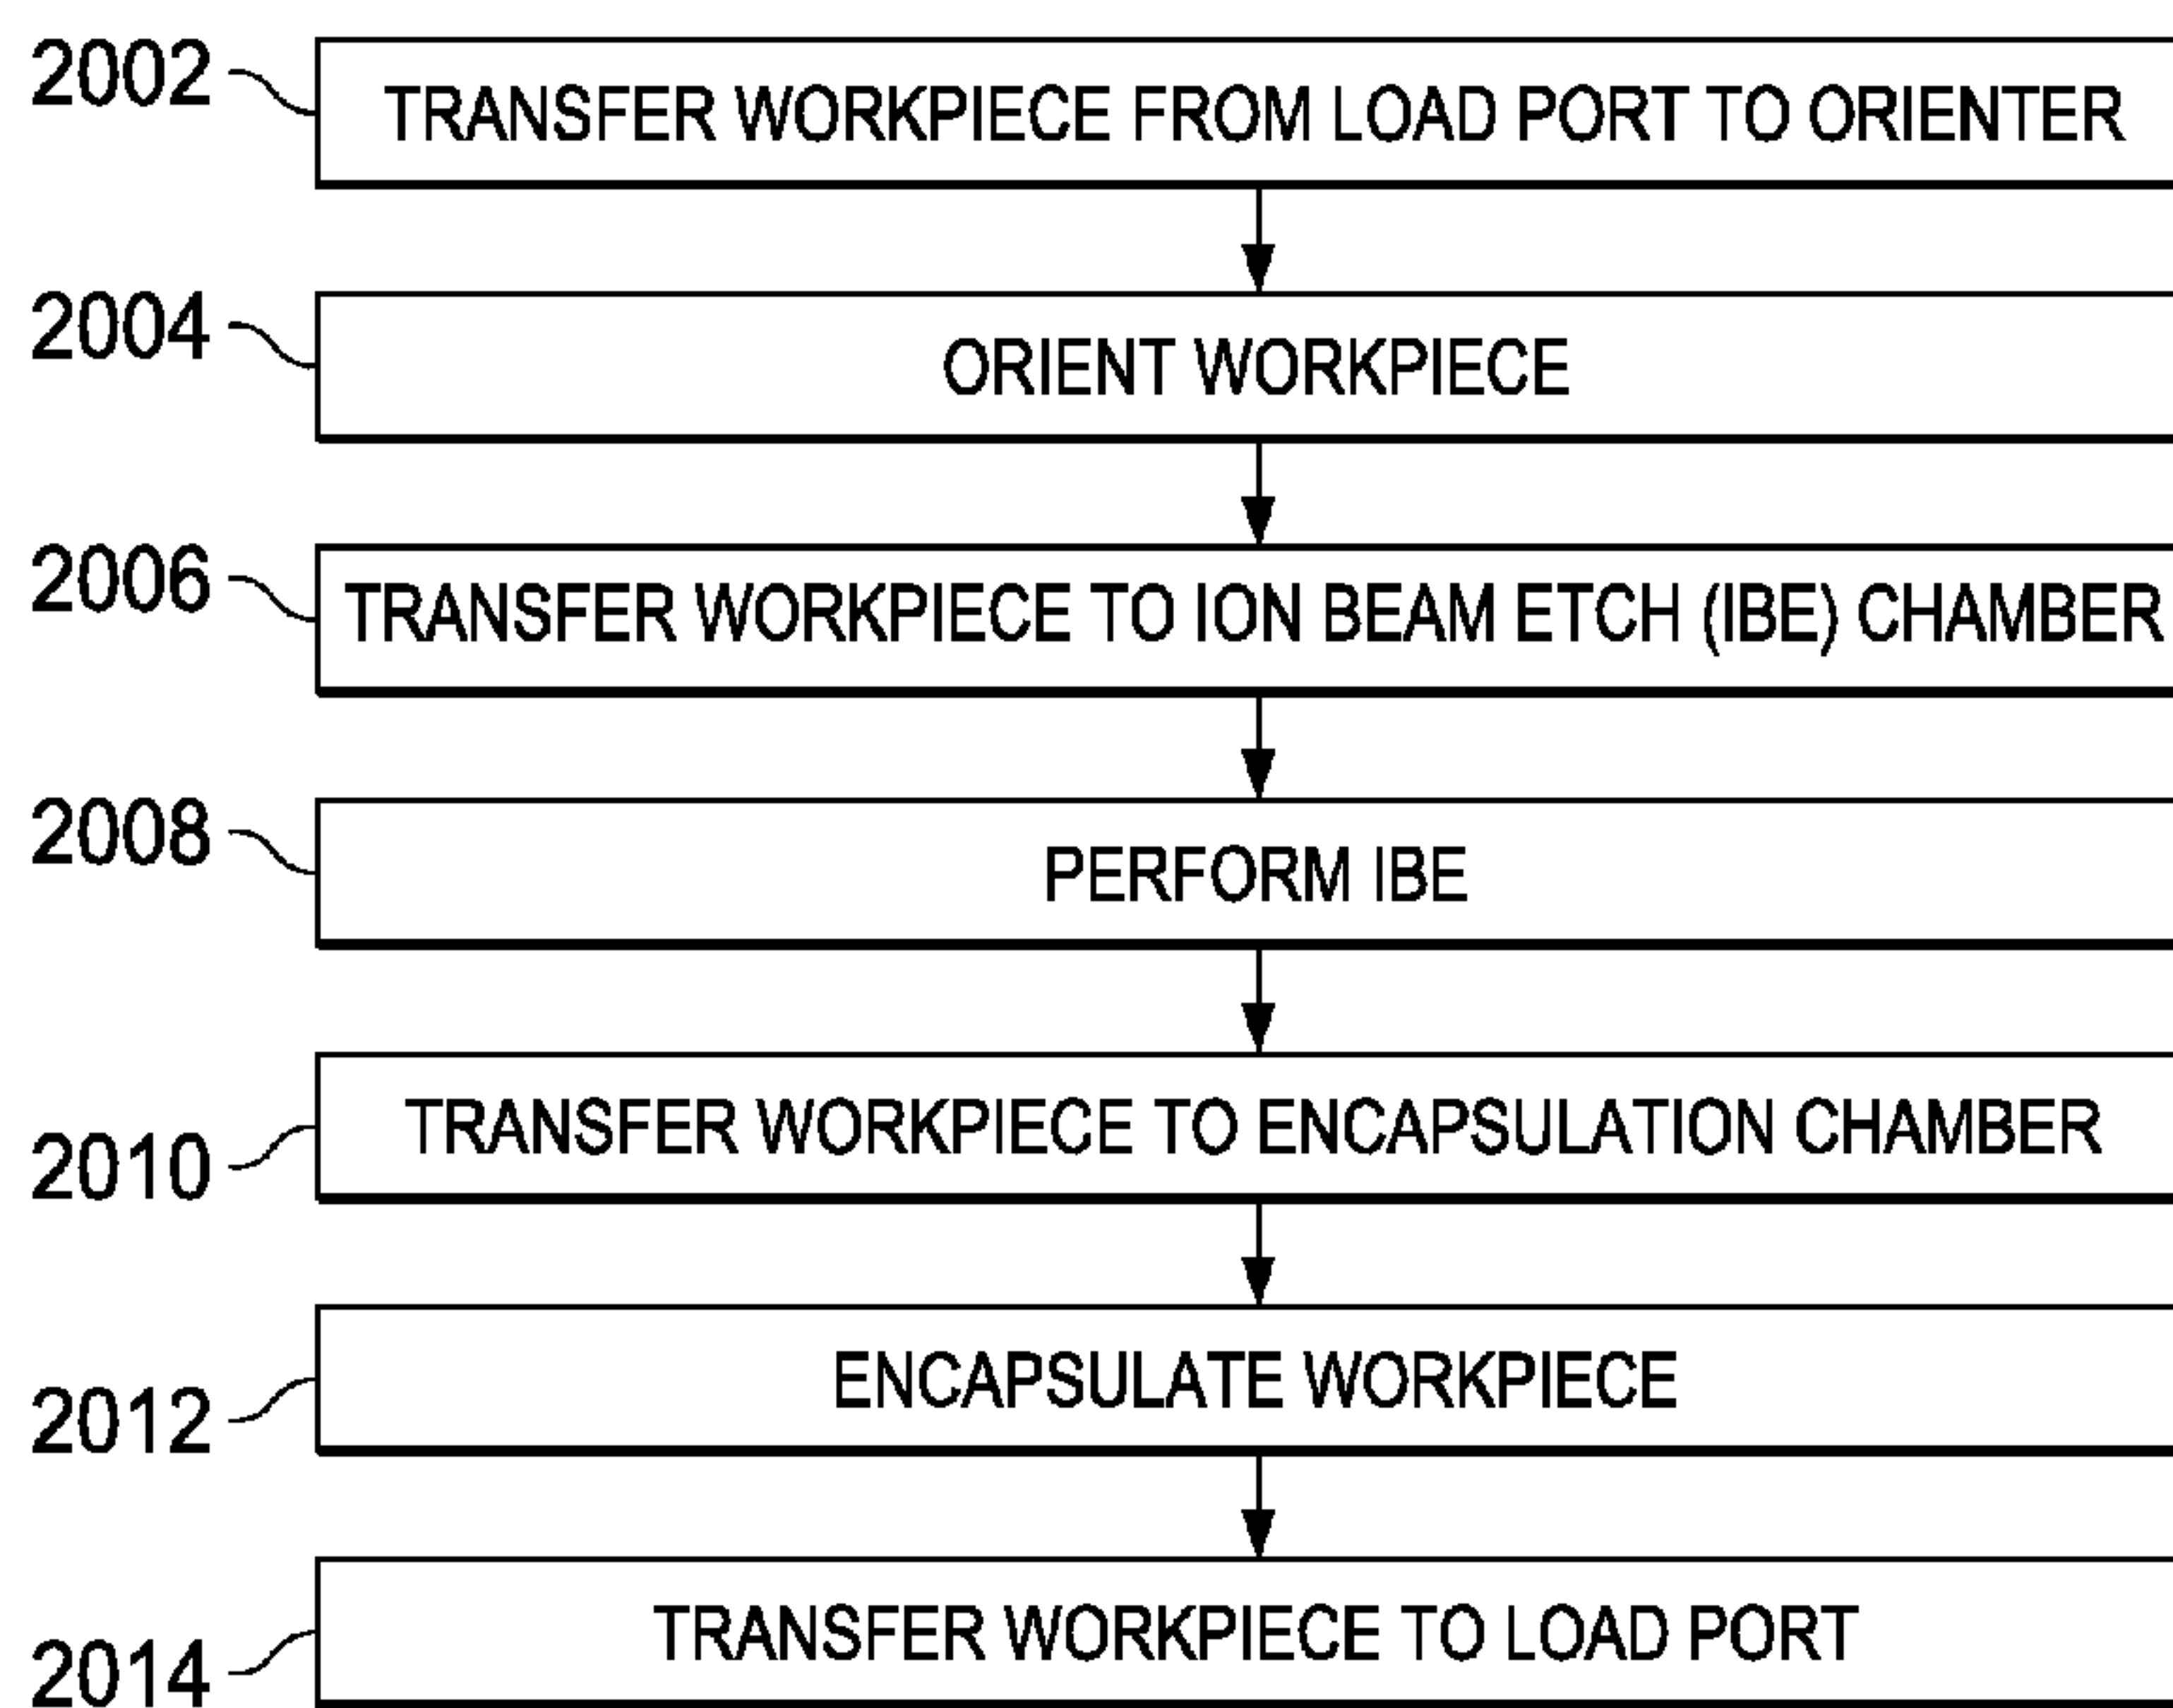 2002 TRANSFER WORKPIECE FROM LOAD PORT TO ORIENTER
2004 ORIENT WORKPIECE
2006 TRANSFER WORKPIECE TO ION BEAM ETCH (IBE) CHAMBER
2008 PERFORM IBE
2010 TRANSFER WORKPIECE TO ENCAPSULATION CHAMBER
2012 ENCAPSULATE WORKPIECE
2014 TRANSFER WORKPIECE TO LOAD PORT